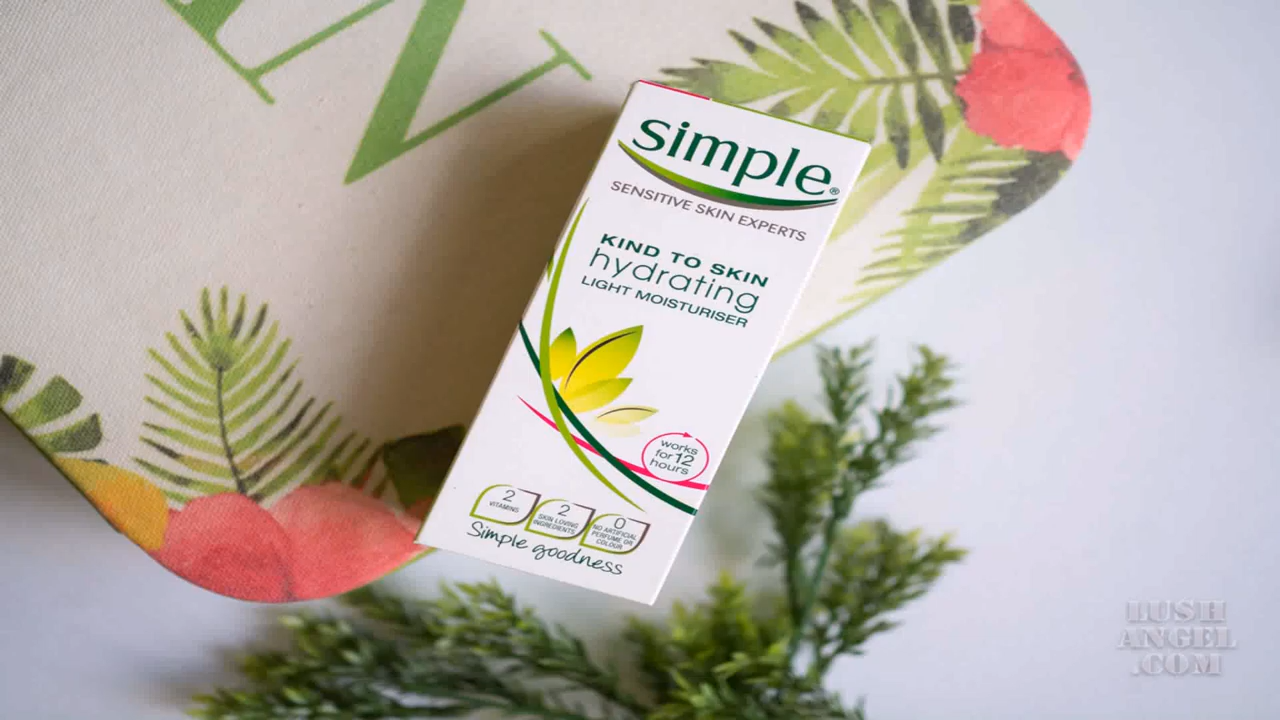 N
simple®
SENSITIVE SKIN EXPERTS
KIND TO SKIN
hydrating
LIGHT MOISTURISER
works
for 12
hours
2
VITAMINS
2
SKIN LOVING
INGREDIENTS
0
NO ARTIFICIAL
PERFUME OR
COLOUR
Simple goodness
LUSH
ANGEL
.COM